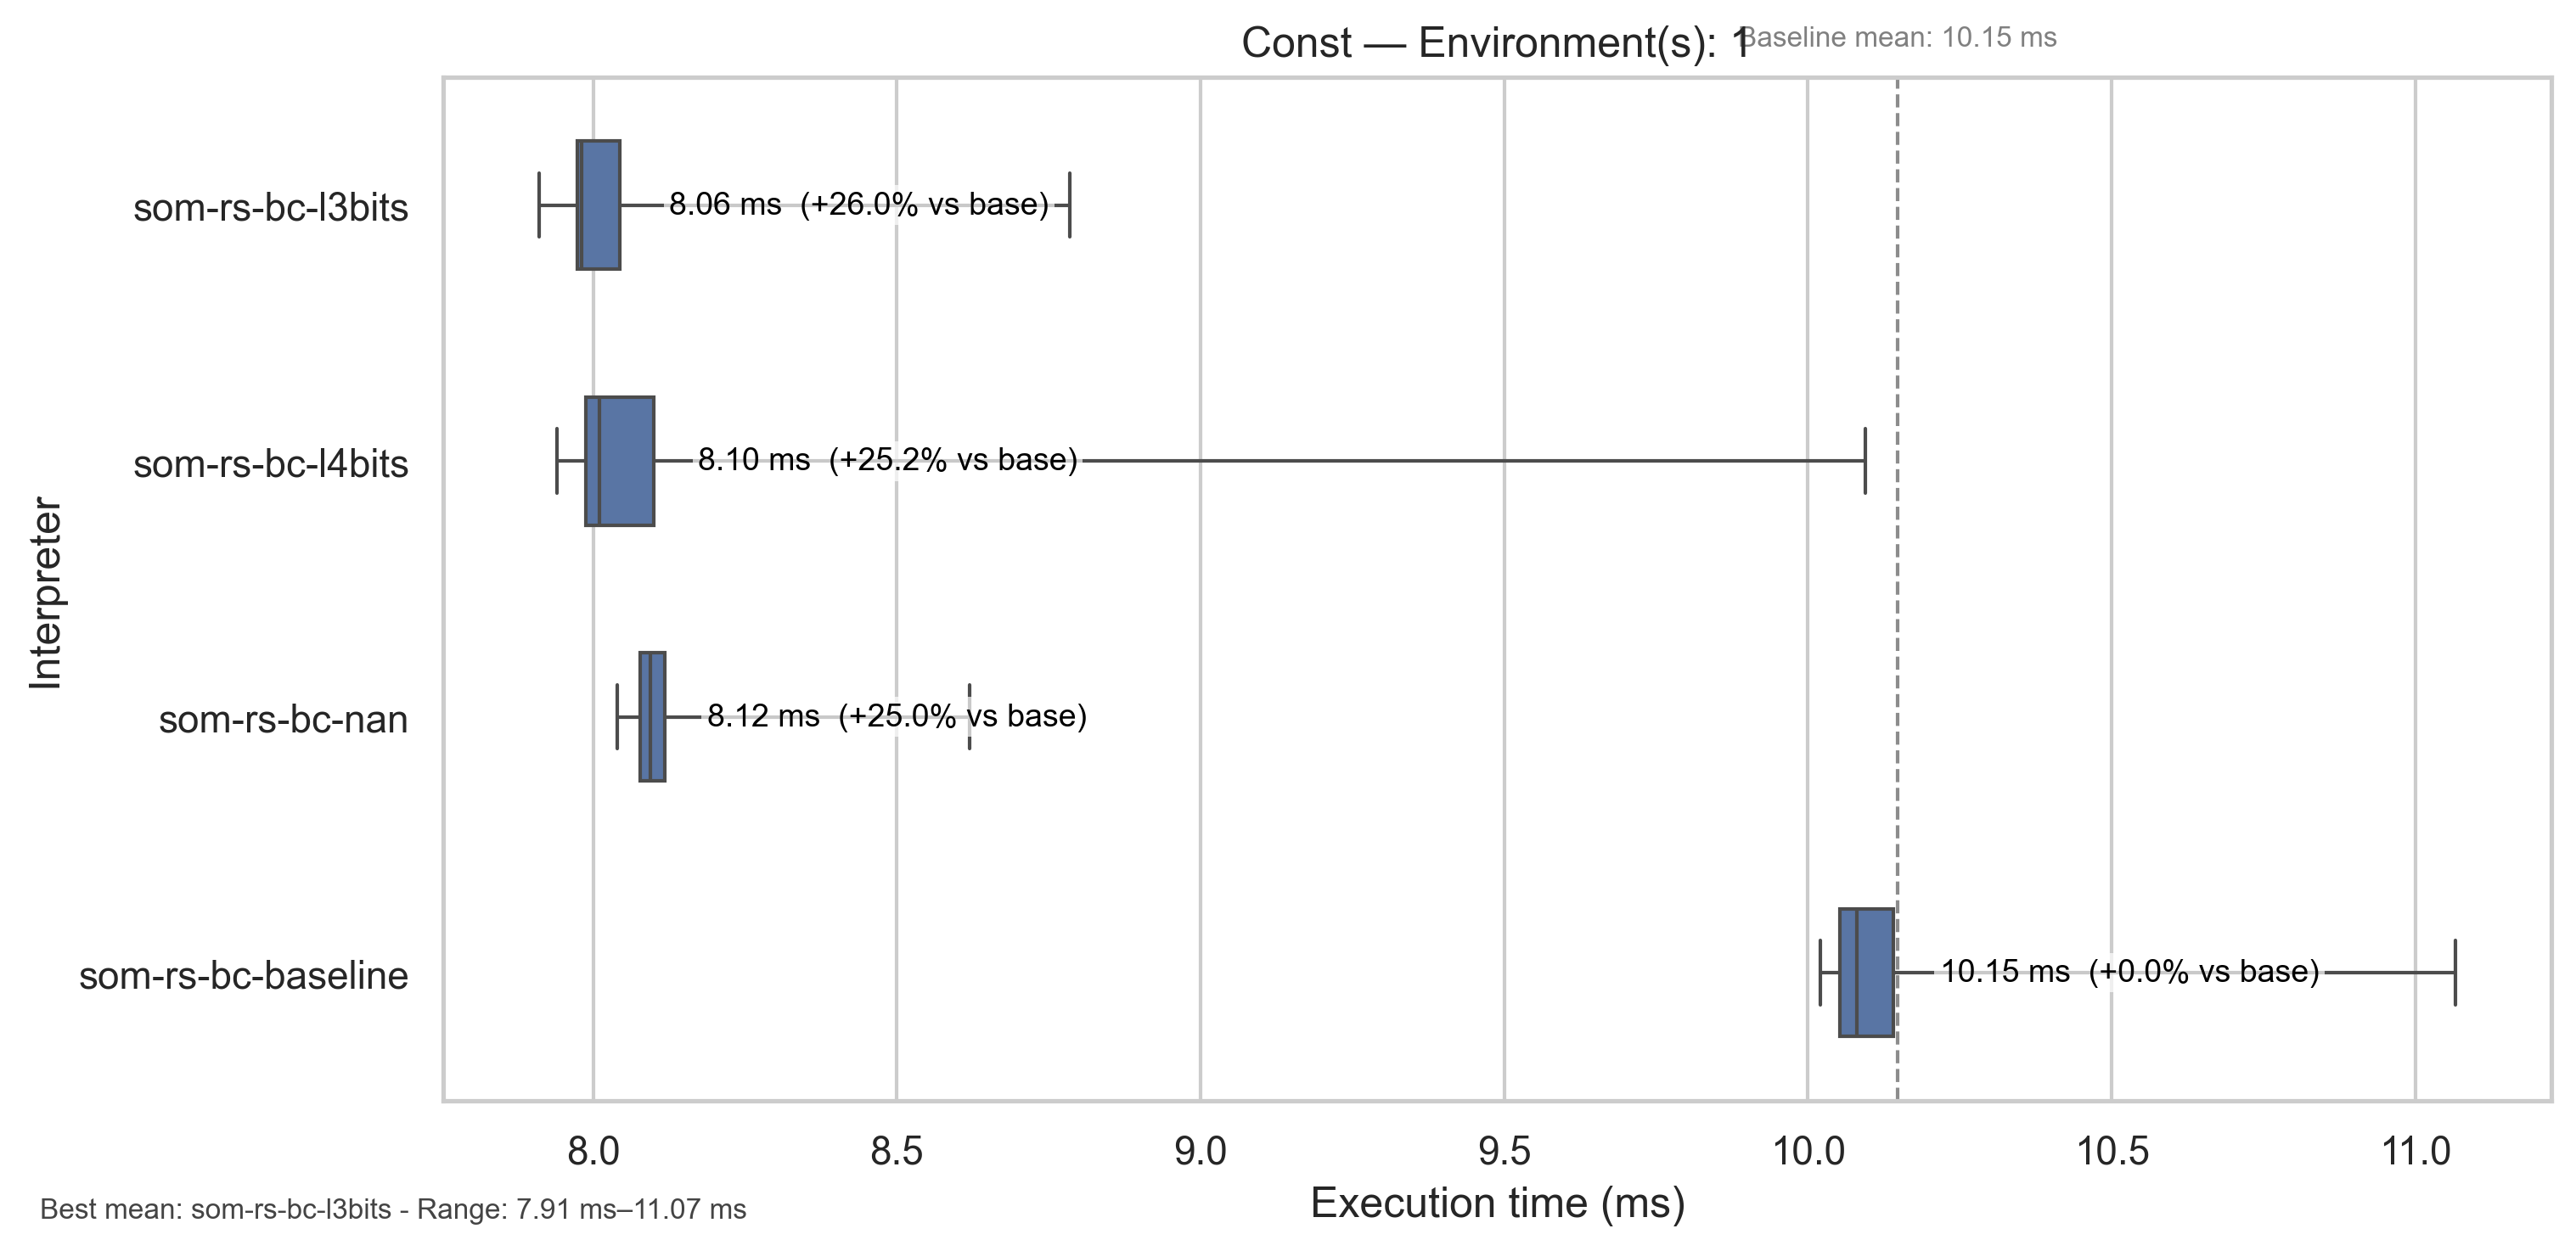 Const — Environment(s): 1
Baseline mean: 10.15 ms
som-rs-bc-l3bits
8.06 ms (+26.0% vs base)
som-rs-bc-l4bits
8.10 ms (+25.2% vs base)
Interpreter
som-rs-bc-nan
8.12 ms (+25.0% vs base)
som-rs-bc-baseline
10.15 ms (+0.0% vs base)
8.0 8.5 9.0 9.5 10.0 10.5 11.0
Execution time (ms)
Best mean: som-rs-bc-l3bits - Range: 7.91 ms–11.07 ms